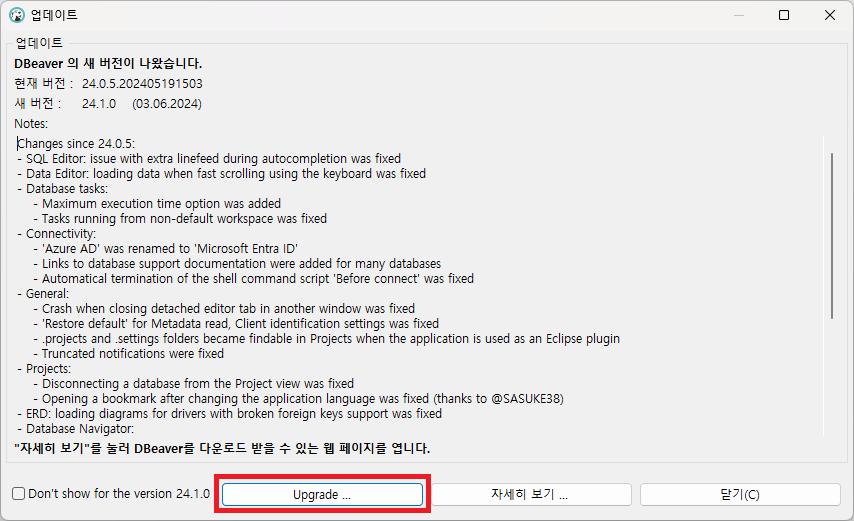 업데이트
업데이트
DBeaver 의 새 버전이 나왔습니다.
현재 버전 : 24.0.5.202405191503
새 버전 : 24.1.0 (03.06.2024)
Notes:
Changes since 24.0.5:
- SQL Editor: issue with extra linefeed during autocompletion was fixed
- Data Editor: loading data when fast scrolling using the keyboard was fixed
- Database tasks:
- Maximum execution time option was added
- Tasks running from non-default workspace was fixed
- Connectivity:
- 'Azure AD' was renamed to 'Microsoft Entra ID'
- Links to database support documentation were added for many databases
- Automatical termination of the shell command script 'Before connect' was fixed
- General:
- Crash when closing detached editor tab in another window was fixed
- 'Restore default' for Metadata read, Client identification settings was fixed
- .projects and .settings folders became findable in Projects when the application is used as an Eclipse plugin
- Truncated notifications were fixed
- Projects:
- Disconnecting a database from the Project view was fixed
- Opening a bookmark after changing the application language was fixed (thanks to @SASUKE38)
- ERD: loading diagrams for drivers with broken foreign keys support was fixed
- Database Navigator:
"자세히 보기"를 눌러 DBeaver를 다운로드 받을 수 있는 웹 페이지를 엽니다.
Don't show for the version 24.1.0
Upgrade ...
자세히 보기 ...
닫기(C)